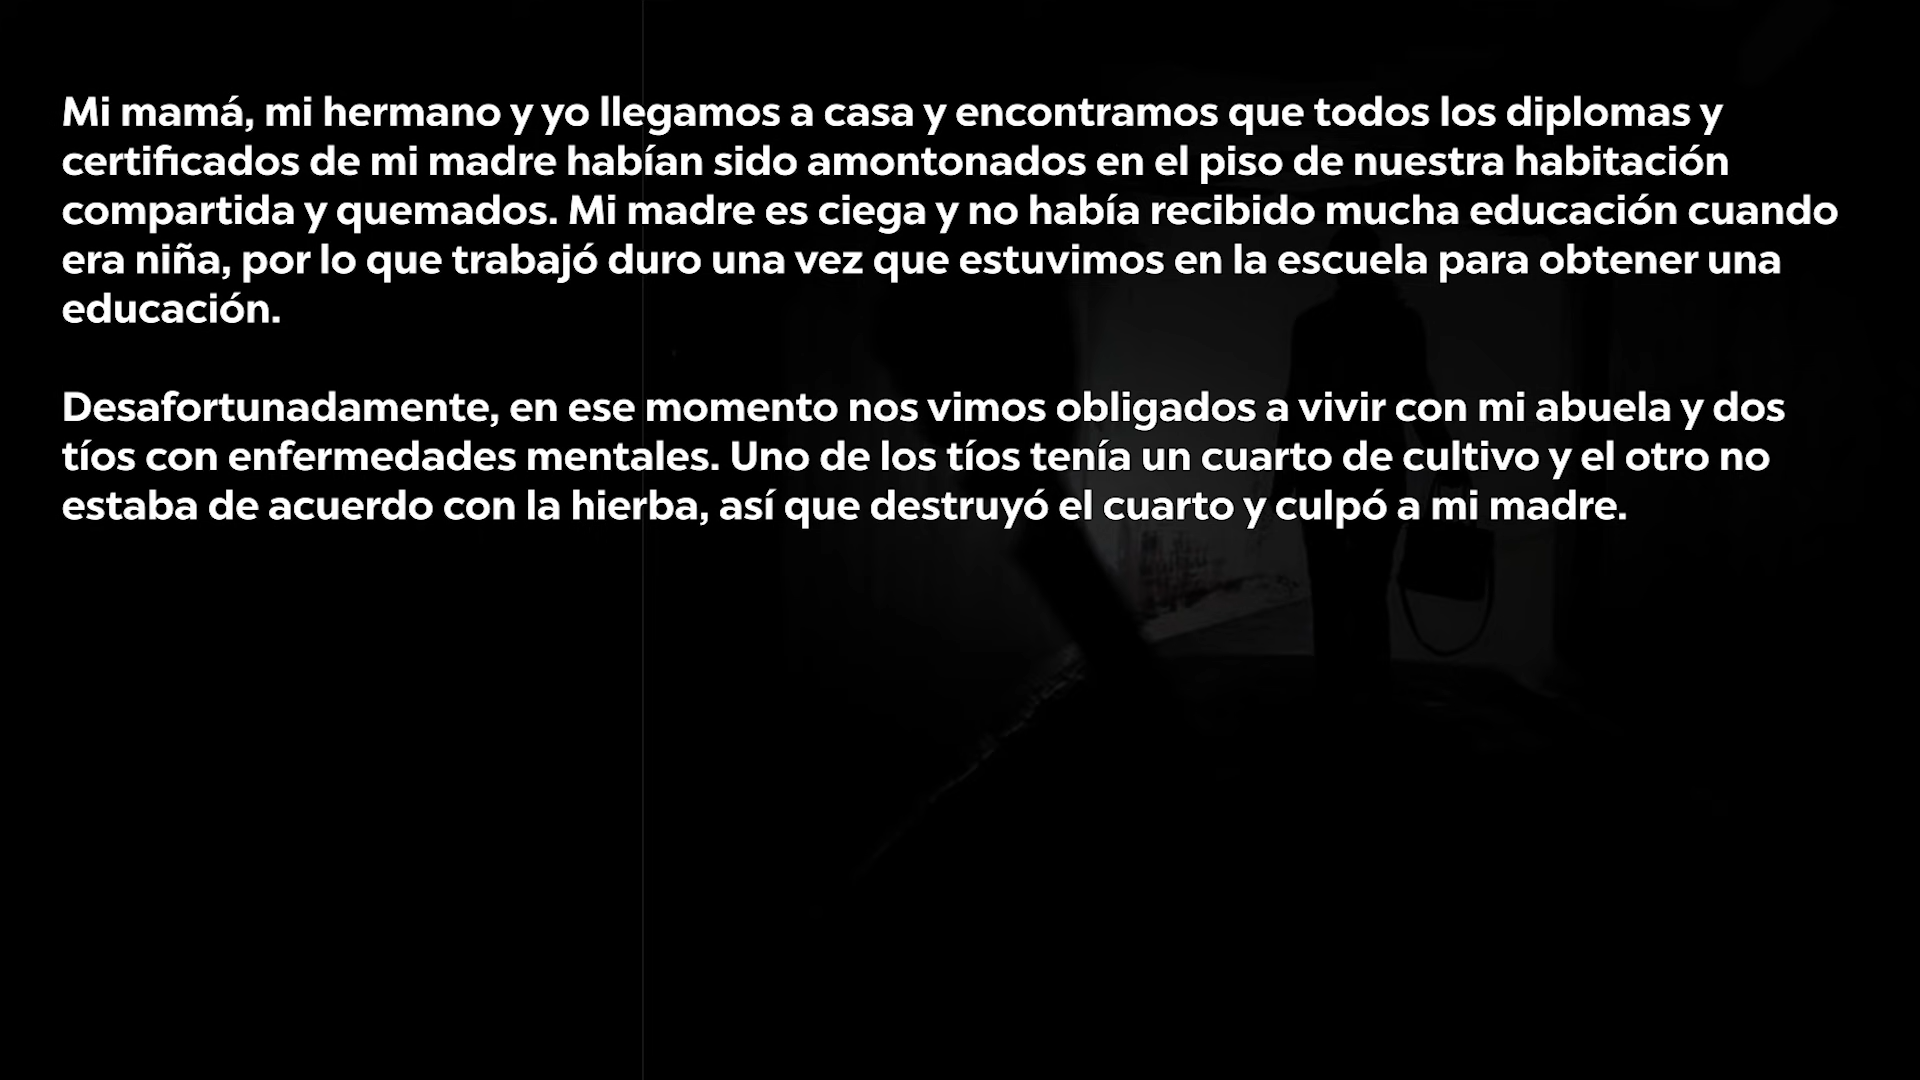 Mi mamá, mi hermano y yo llegamos a casa y encontramos que todos los diplomas y
certificados de mi madre habían sido amontonados en el piso de nuestra habitación
compartida y quemados. Mi madre es ciega y no había recibido mucha educación cuando
era niña, por lo que trabajó duro una vez que estuvimos en la escuela para obtener una
educación.
Desafortunadamente, en ese momento nos vimos obligados a vivir con mi abuela y dos
tíos con enfermedades mentales. Uno de los tíos tenía un cuarto de cultivo y el otro no
estaba de acuerdo con la hierba, así que destruyó el cuarto y culpó a mi madre.